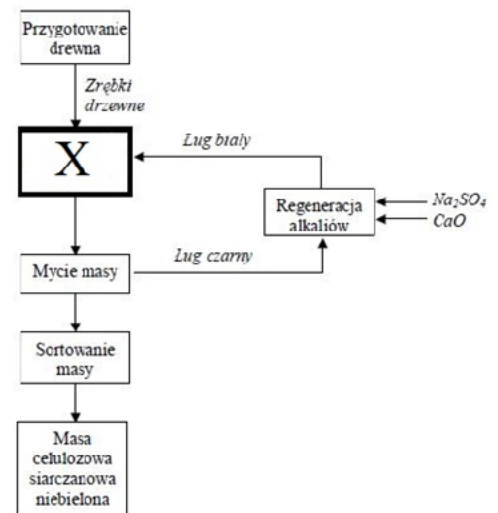 Przygotowanie
drewna
Zrębki
drzewne
X
Ług biały
Regeneracja
alkaliów
Na₂SO₄
CaO
Ług czarny
Mycie masy
Sortowanie
masy
Masa
celulozowa
siarczanowa
niebielona